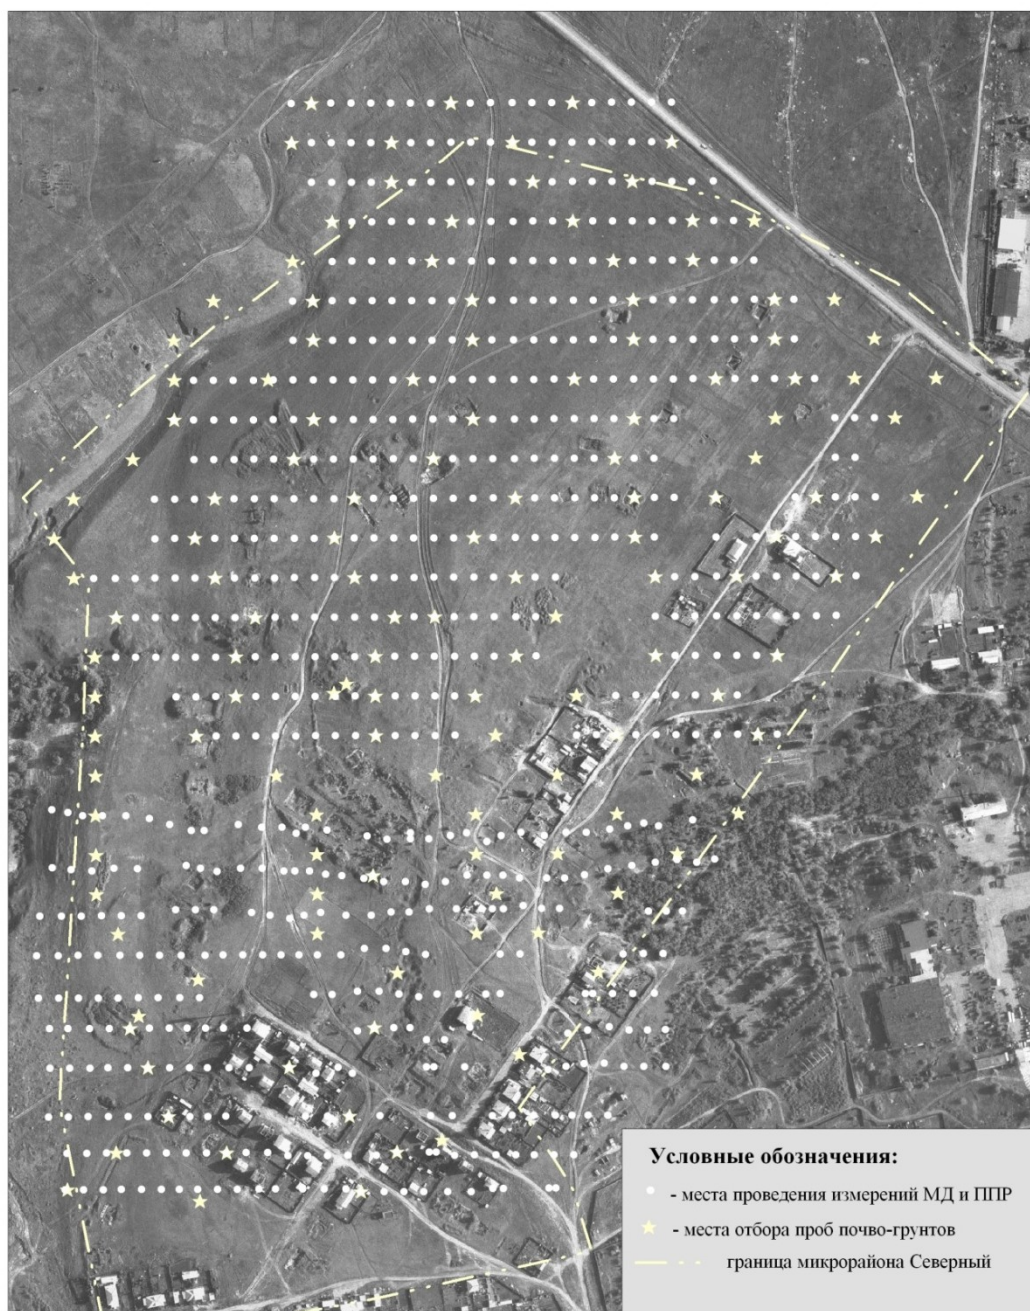 Условные обозначения:
- места проведения измерений МД и ППР
- места отбора проб почво-грунтов
граница микрорайона Северный